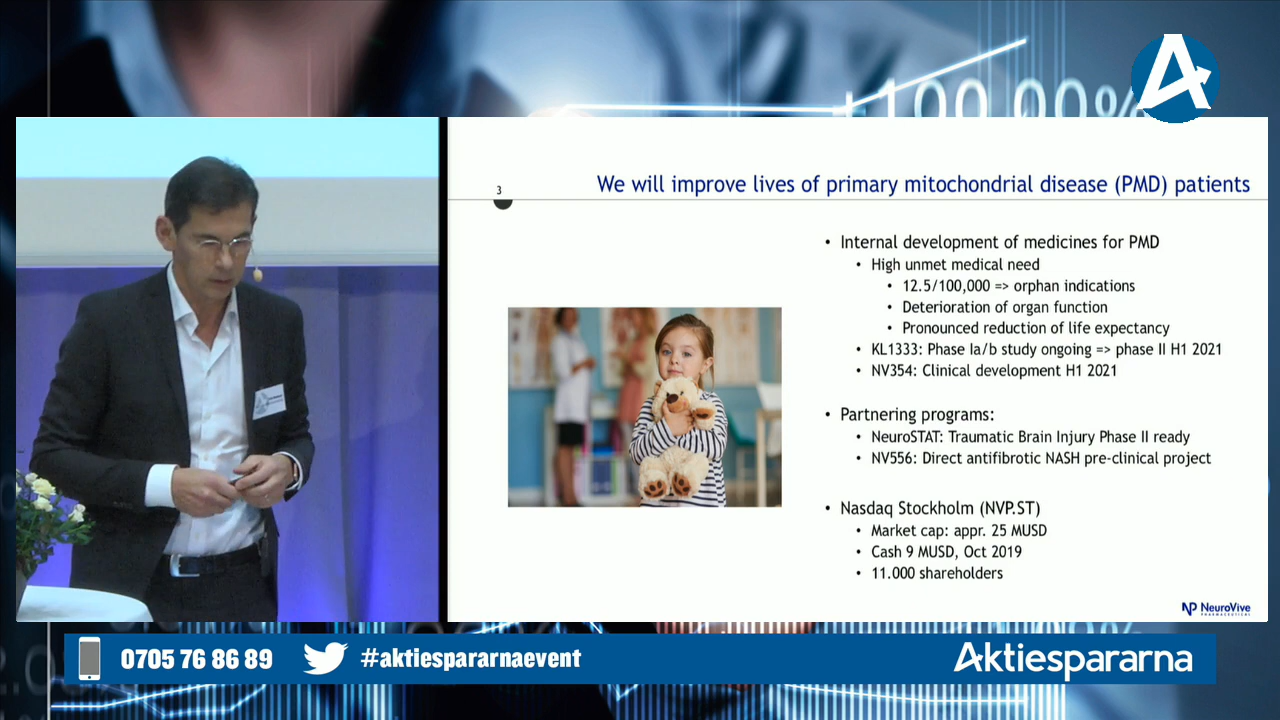 +100.00%
A
3
We will improve lives of primary mitochondrial disease (PMD) patients
• Internal development of medicines for PMD
• High unmet medical need
• 12.5/100,000 => orphan indications
• Deterioration of organ function
• Pronounced reduction of life expectancy
• KL1333: Phase Ia/b study ongoing => phase II H1 2021
• NV354: Clinical development H1 2021
• Partnering programs:
• NeuroSTAT: Traumatic Brain Injury Phase II ready
• NV556: Direct antifibrotic NASH pre-clinical project
• Nasdaq Stockholm (NVP.ST)
• Market cap: appr. 25 MUSD
• Cash 9 MUSD, Oct 2019
• 11.000 shareholders
NP NeuroVive
PHARMACEUTICAL
0705 76 86 89
#aktiespararnaevent
Aktiespararna